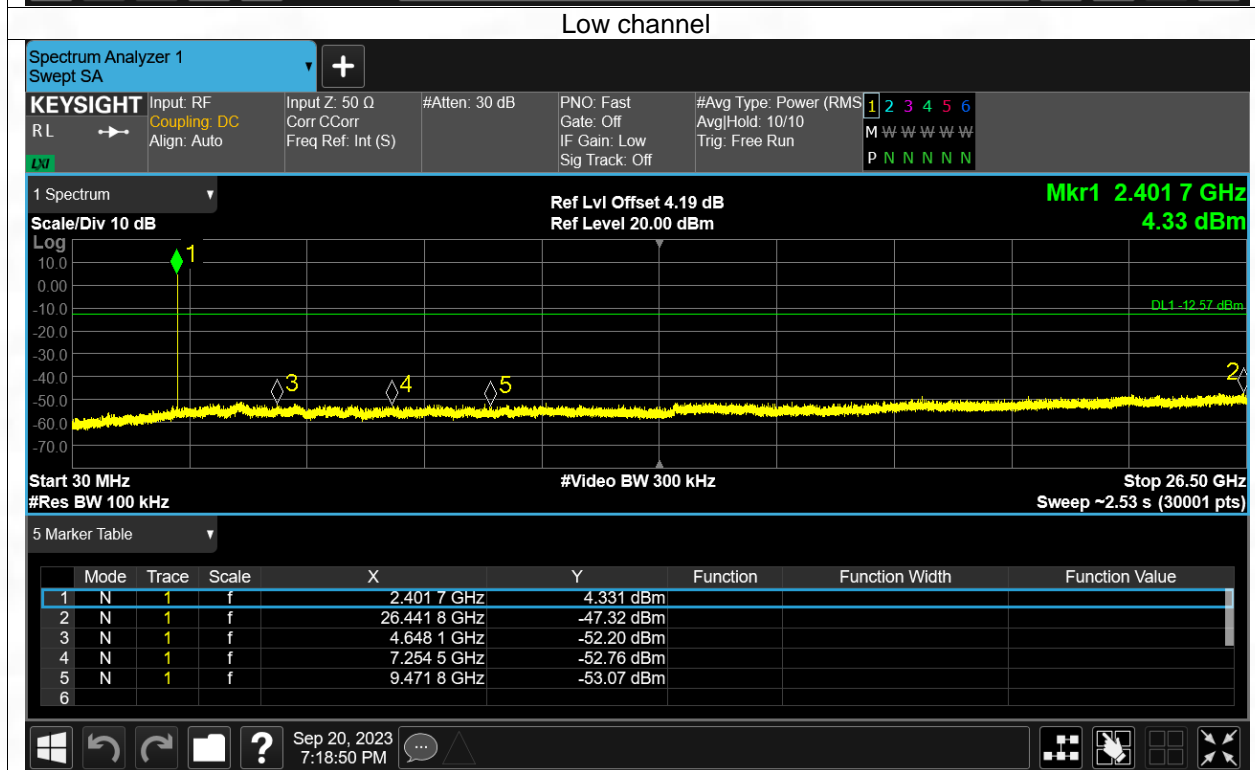 Low channel
Spectrum Analyzer 1
Swept SA
+
KEYSIGHT Input: RF Input Z: 50 Ω #Atten: 30 dB PNO: Fast #Avg Type: Power (RMS 1 2 3 4 5 6
R L Coupling: DC Corr CCorr Gate: Off Avg|Hold: 10/10 M W W W W W
Align: Auto Freq Ref: Int (S) IF Gain: Low Trig: Free Run
LXI Sig Track: Off P N N N N N
1 Spectrum Ref Lvl Offset 4.19 dB Mkr1 2.401 7 GHz
Scale/Div 10 dB Ref Level 20.00 dBm 4.33 dBm
Log
1
10.0
0.00
-10.0 DL1 -12.57 dBm
-20.0
-30.0
-40.0 3 4 5 2
-50.0
-60.0
-70.0
Start 30 MHz #Video BW 300 kHz Stop 26.50 GHz
#Res BW 100 kHz Sweep ~2.53 s (30001 pts)
5 Marker Table
Mode Trace Scale X Y Function Function Width Function Value
1 N 1 f 2.401 7 GHz 4.331 dBm
2 N 1 f 26.441 8 GHz -47.32 dBm
3 N 1 f 4.648 1 GHz -52.20 dBm
4 N 1 f 7.254 5 GHz -52.76 dBm
5 N 1 f 9.471 8 GHz -53.07 dBm
6
? Sep 20, 2023
7:18:50 PM